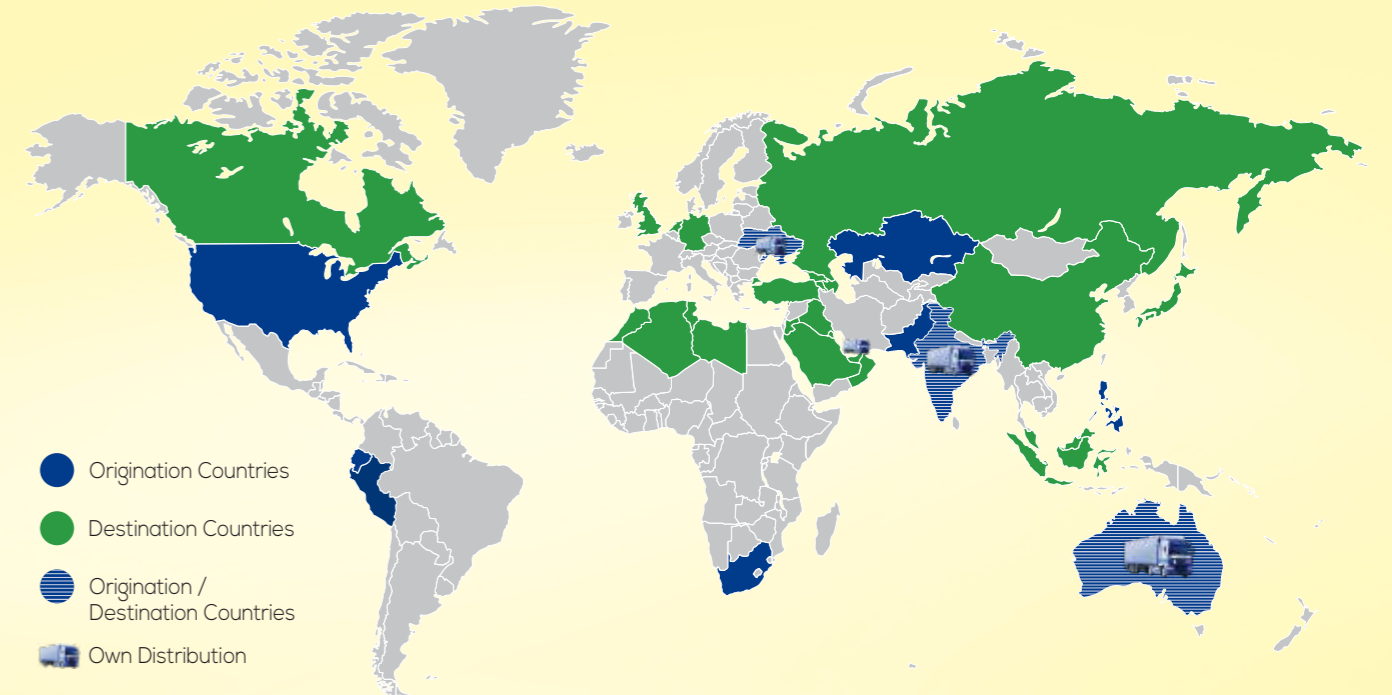 Origination Countries
Destination Countries
Origination /
Destination Countries
Own Distribution